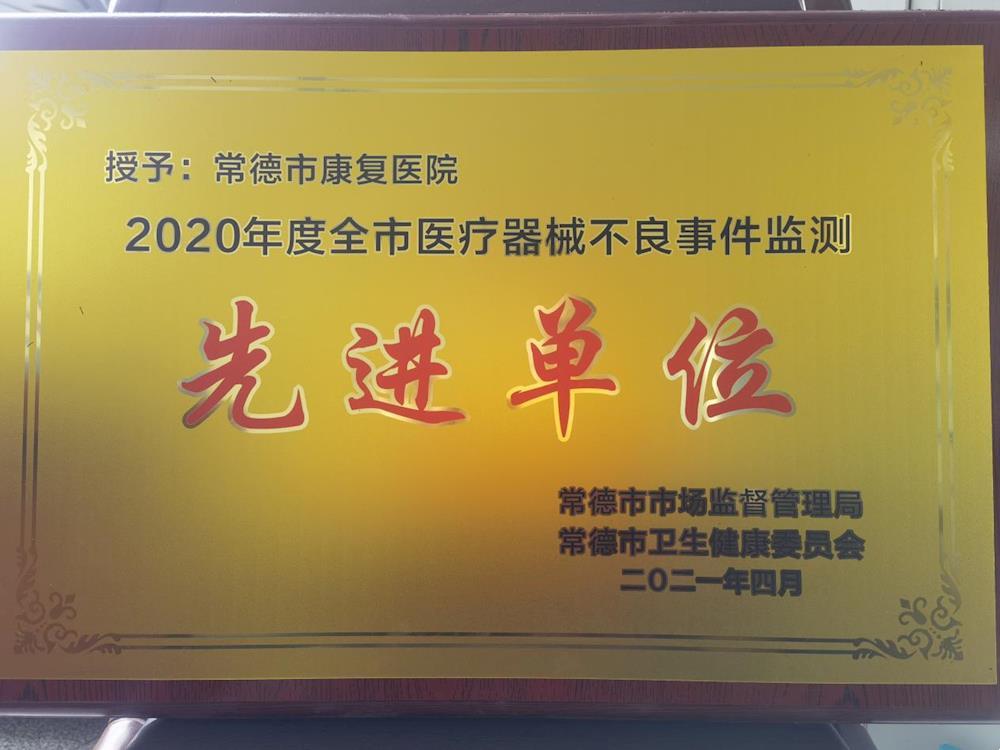 授予：常德市康复医院
2020年度全市医疗器械不良事件监测
先进单位
常德市市场监督管理局
常德市卫生健康委员会
二〇二一年四月